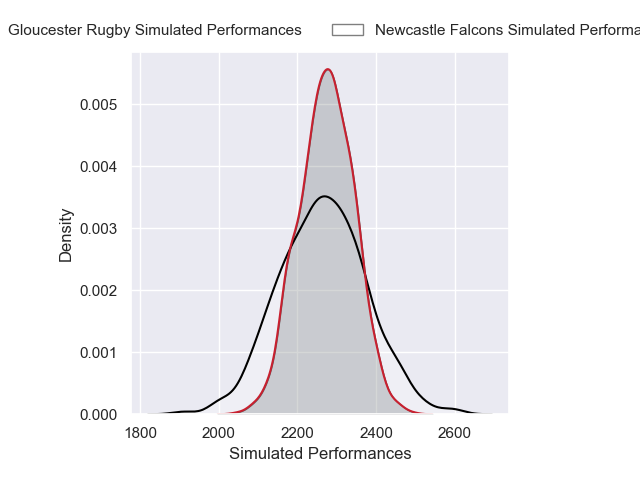 Gloucester Rugby Simulated Performances
Newcastle Falcons Simulated Performa
0.005
0.004
0.003
0.002
0.001
0.000
Density
1800 2000 2200 2400 2600
Simulated Performances